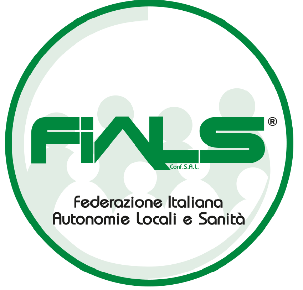 FIALS®
Conf.S.A.L.
Federazione Italiana
Autonomie Locali e Sanità